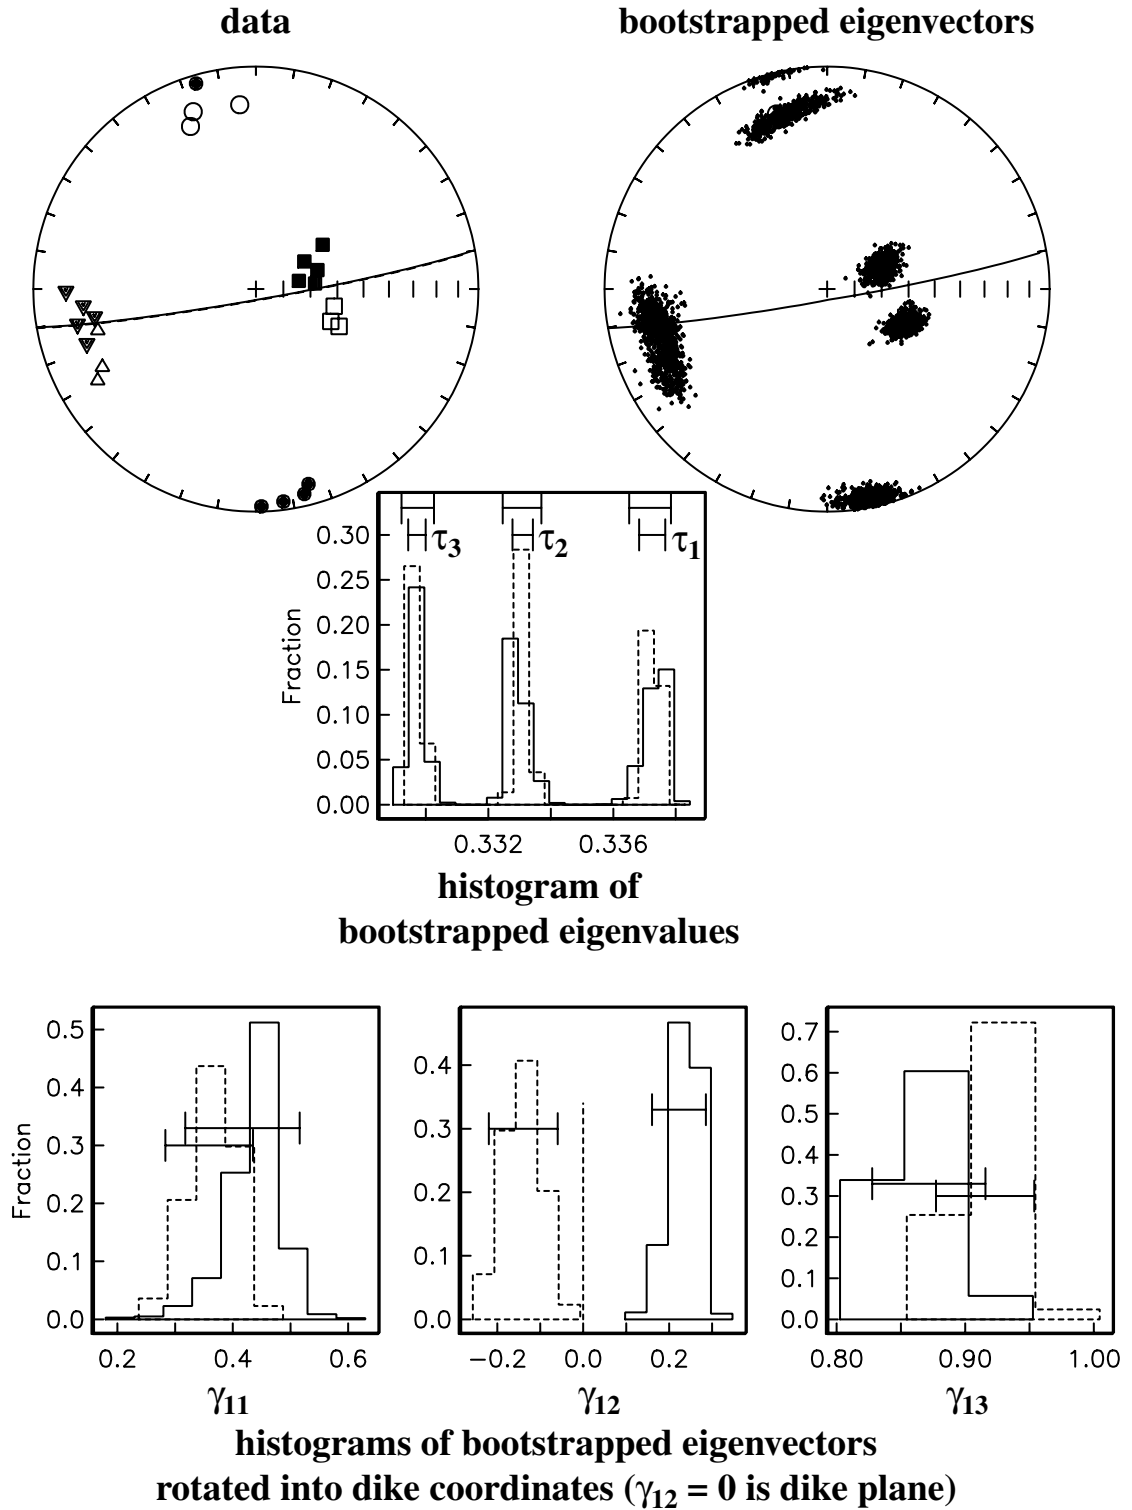 data
bootstrapped eigenvectors
0.30
0.25
0.20
0.15
0.10
0.05
0.00
Fraction
τ3
τ2
τ1
0.332
0.336
histogram of
bootstrapped eigenvalues
0.5
0.4
0.3
0.2
0.1
0.0
Fraction
0.2
0.4
0.6
γ11
0.4
0.3
0.2
0.1
0.0
−0.2
0.0
0.2
γ12
0.7
0.6
0.5
0.4
0.3
0.2
0.1
0.0
0.80
0.90
1.00
γ13
histograms of bootstrapped eigenvectors
rotated into dike coordinates (γ12 = 0 is dike plane)